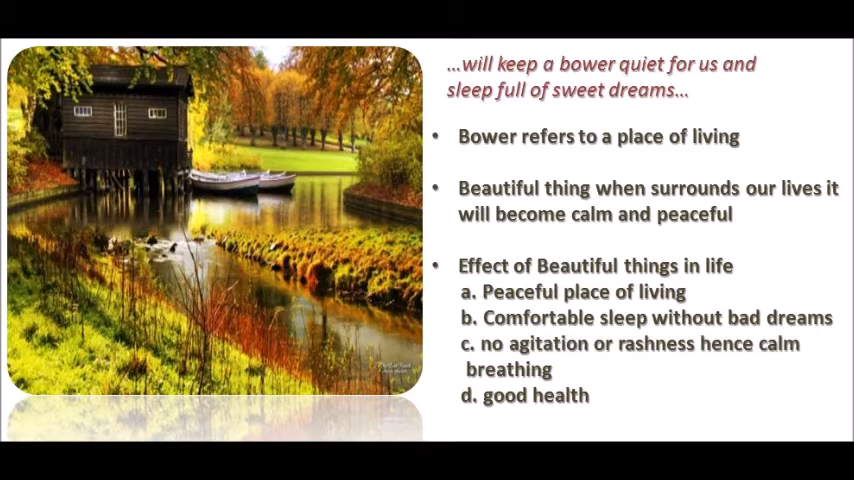 ...will keep a bower quiet for us and
sleep full of sweet dreams...
• Bower refers to a place of living
• Beautiful thing when surrounds our lives it
will become calm and peaceful
• Effect of Beautiful things in life
a. Peaceful place of living
b. Comfortable sleep without bad dreams
c. no agitation or rashness hence calm
breathing
d. good health